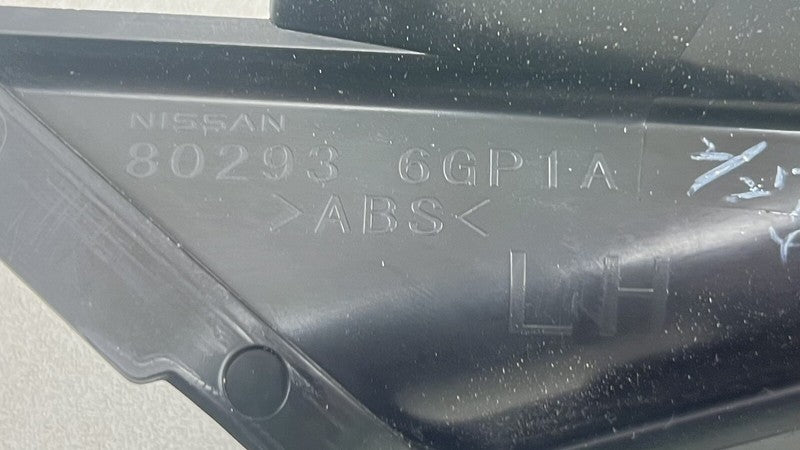 NISSAN
80293 6GP1A
>ABS<
LH